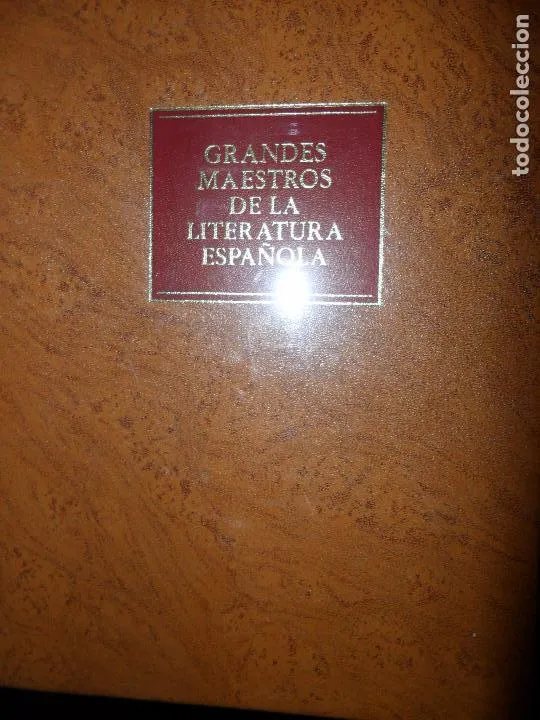 GRANDES
MAESTROS
DE LA
LITERATURA
ESPAÑOLA
todocoleccion